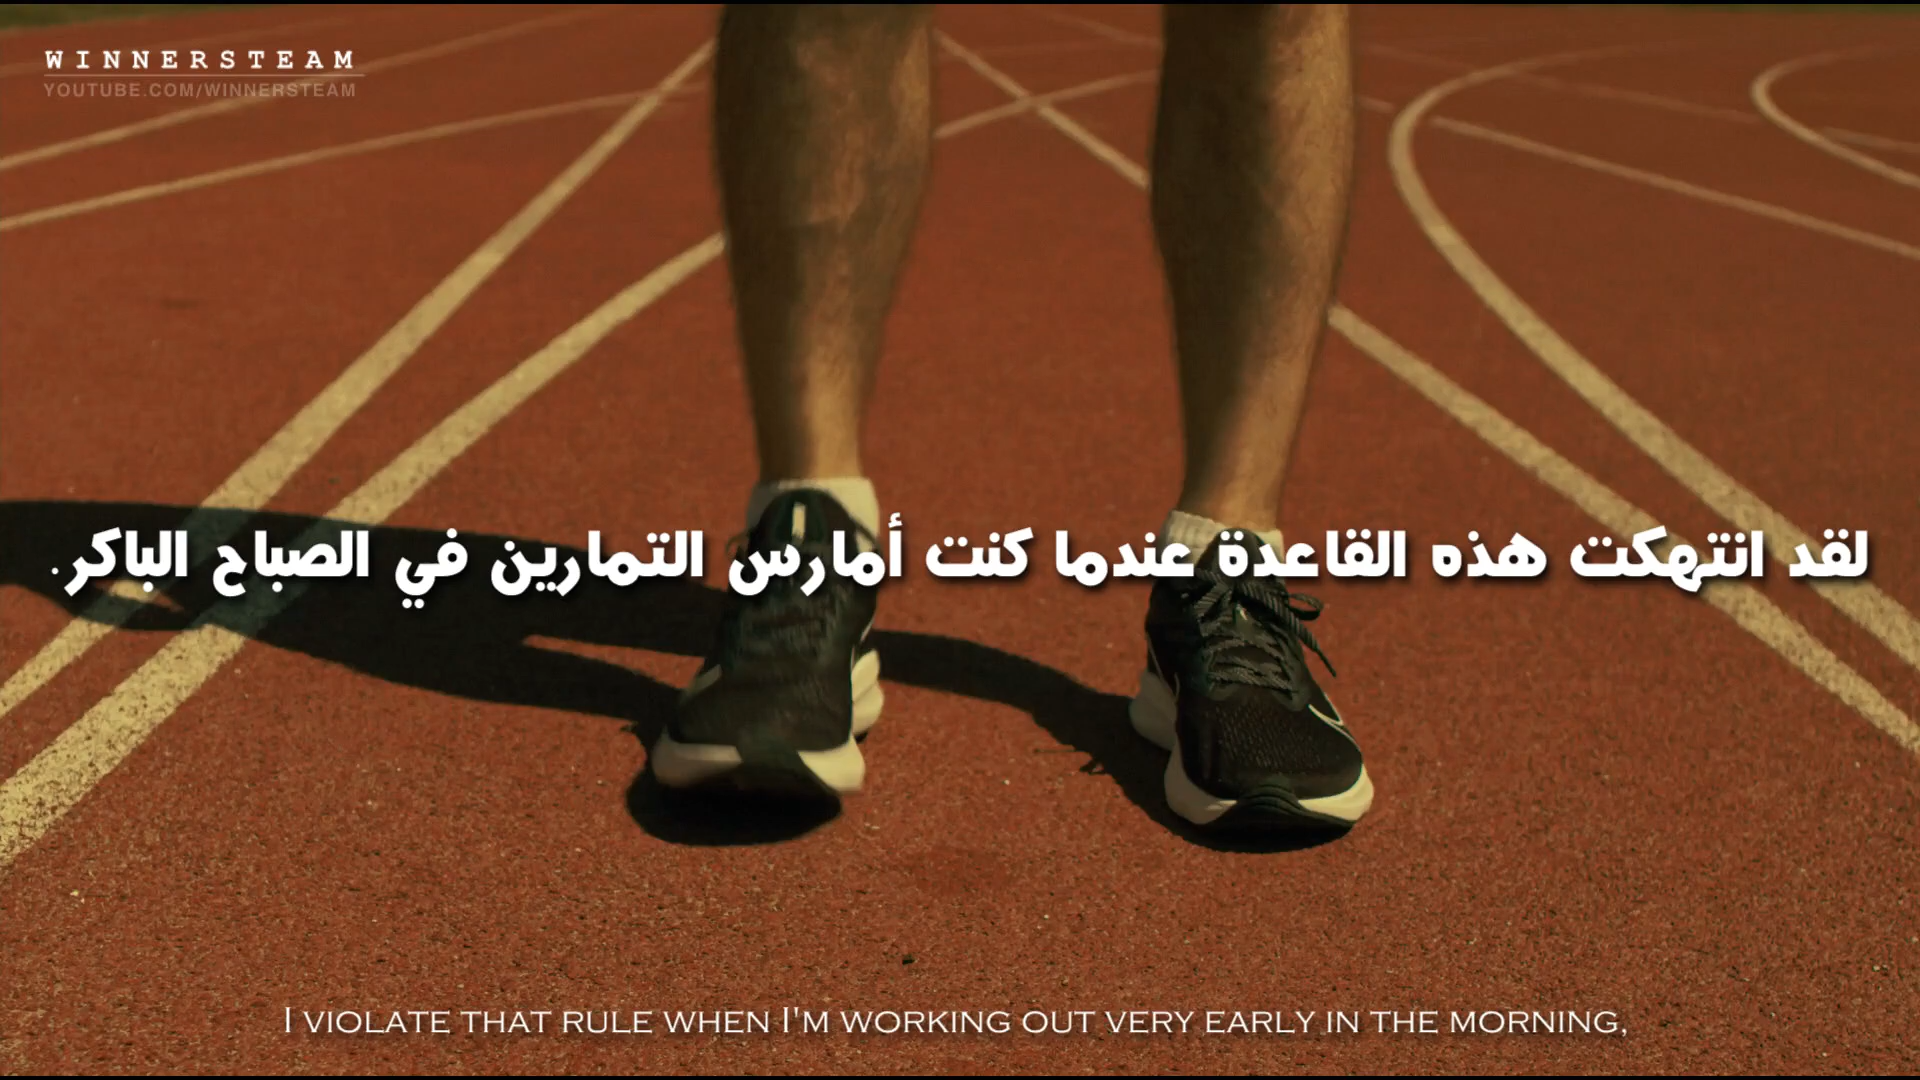 WINNERSTEAM
YOUTUBE.COM/WINNERSTEAM
لقد انتهكت هذه القاعدة عندما كنت أمارس التمارين في الصباح الباكر.
I VIOLATE THAT RULE WHEN I'M WORKING OUT VERY EARLY IN THE MORNING,